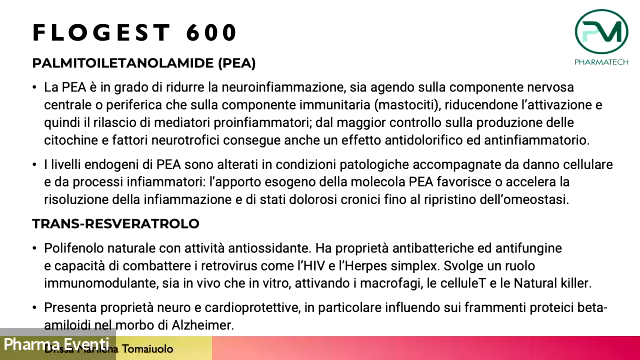 FLOGEST 600
PM
PHARMATECH
PALMITOILETANOLAMIDE (PEA)
• La PEA è in grado di ridurre la neuroinfiammazione, sia agendo sulla componente nervosa
centrale o periferica che sulla componente immunitaria (mastociti), riducendone l'attivazione e
quindi il rilascio di mediatori proinfiammatori; dal maggior controllo sulla produzione delle
citochine e fattori neurotrofici consegue anche un effetto antidolorifico ed antinfiammatorio.
• I livelli endogeni di PEA sono alterati in condizioni patologiche accompagnate da danno cellulare
e da processi infiammatori: l'apporto esogeno della molecola PEA favorisce o accelera la
risoluzione della infiammazione e di stati dolorosi cronici fino al ripristino dell'omeostasi.
TRANS-RESVERATROLO
• Polifenolo naturale con attività antiossidante. Ha proprietà antibatteriche ed antifungine
e capacità di combattere i retrovirus come l'HIV e l'Herpes simplex. Svolge un ruolo
immunomodulante, sia in vivo che in vitro, attivando i macrofagi, le celluleT e le Natural killer.
• Presenta proprietà neuro e cardioprottettive, in particolare influendo sui frammenti proteici beta-
amiloidi nel morbo di Alzheimer.
Pharma Eventi
Dr.ssa Marilena Tomaiuolo